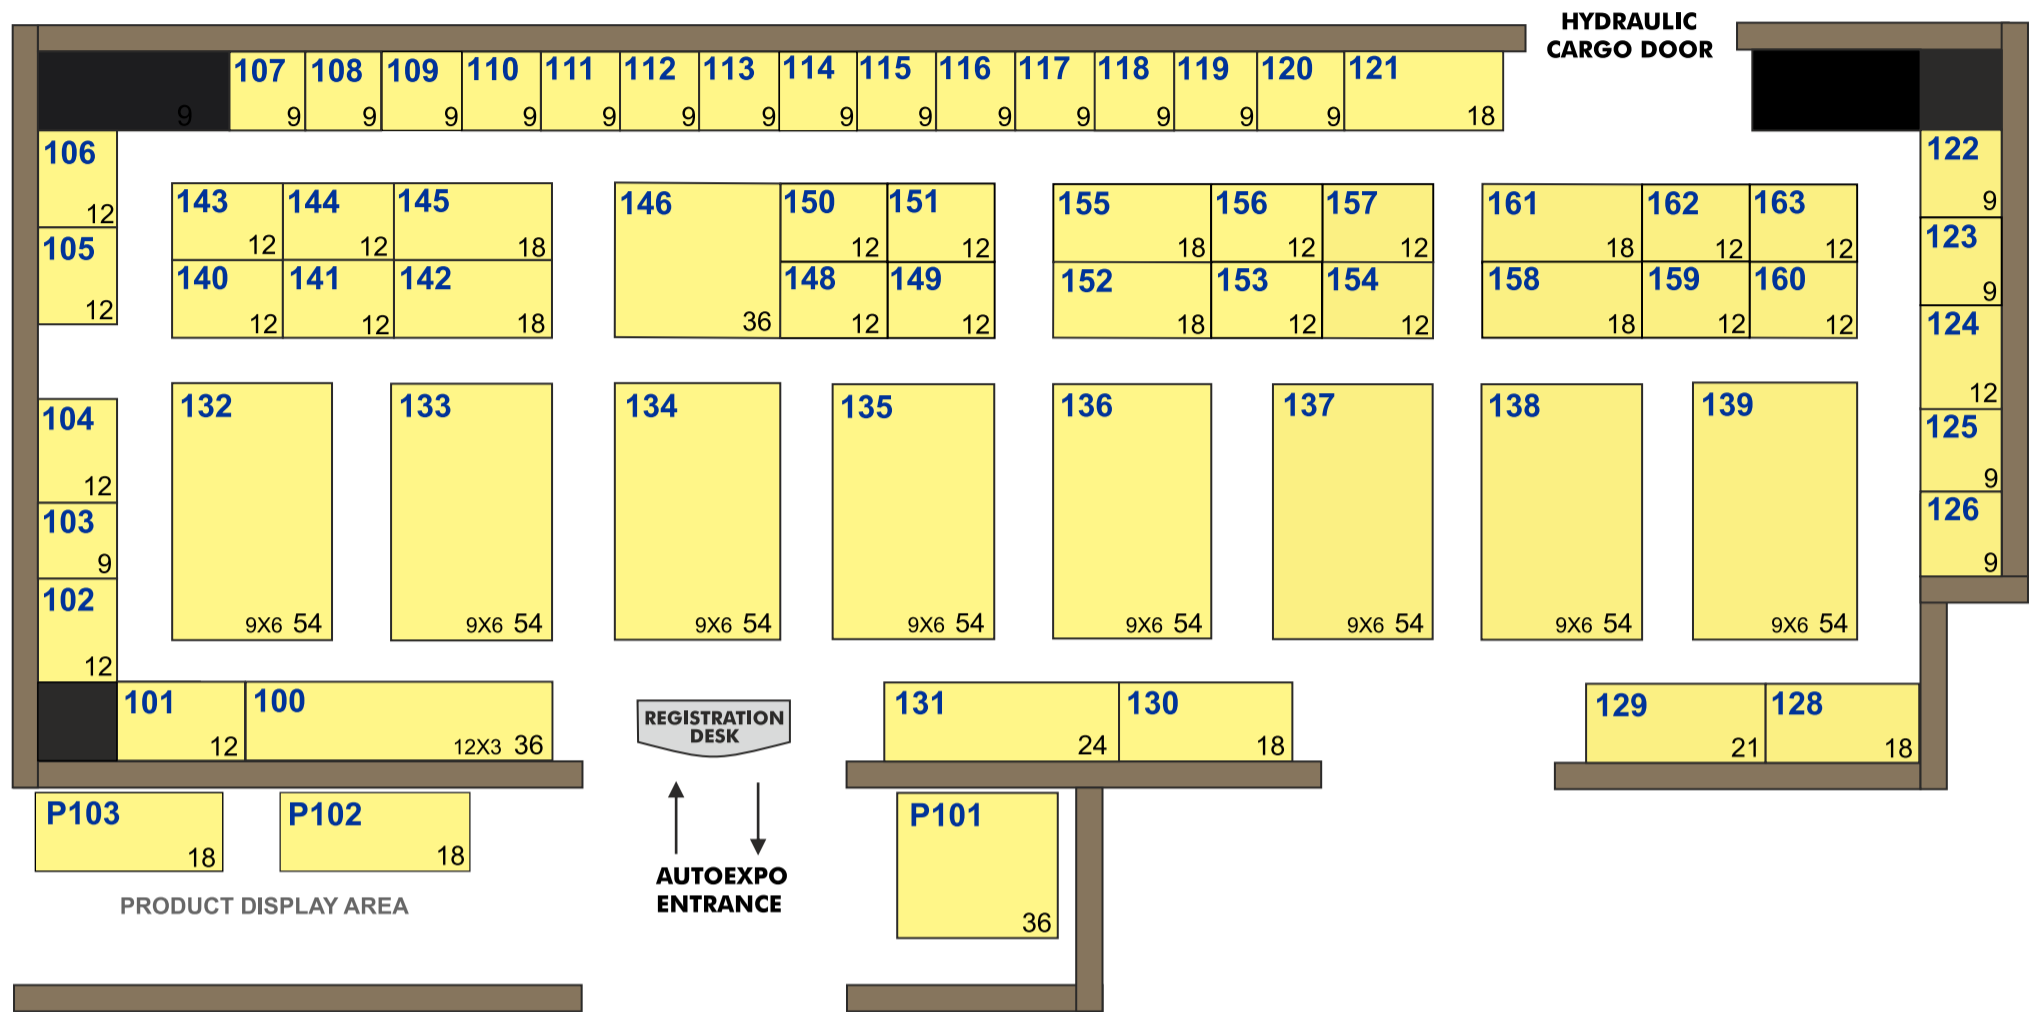 HYDRAULIC
CARGO DOOR
107 108 109 110 111 112 113 114 115 116 117 118 119 120 121
9 9 9 9 9 9 9 9 9 9 9 9 9 9 9 18
106
12
105
12
122
9
123
9
124
12
125
9
126
9
143 144 145
12 12 18
140 141 142
12 12 18
146
36
150 151
12 12
148 149
12 12
155 156 157
18 12 12
152 153 154
18 12 12
161 162 163
18 12 12
158 159 160
18 12 12
104
12
103
9
102
12
132 133 134 135 136 137 138 139
9X6 54 9X6 54 9X6 54 9X6 54 9X6 54 9X6 54 9X6 54 9X6 54
101 100
12 12X3 36
REGISTRATION
DESK
131 130
24 18
129 128
21 18
P103
18
P102
18
P101
36
AUTOEXPO
ENTRANCE
PRODUCT DISPLAY AREA